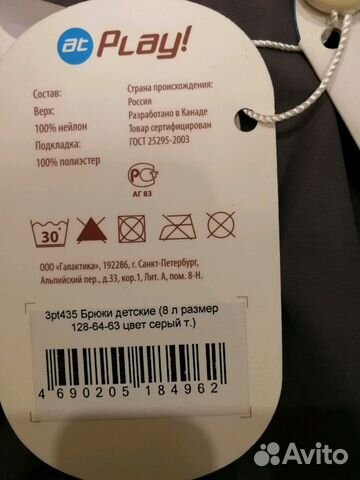 at Play!
Состав:
Верх:
100% нейлон
Подкладка:
100% полиэстер
Страна происхождения:
Россия
Разработано в Канаде
Товар сертифицирован
ГОСТ 25295-2003
РСТ
АГ 83
30°
ООО «Галактика», 192286, г. Санкт-Петербург,
Альпийский пер., д.33, кор.1, Лит. А, пом. 8-Н.
3pt435 Брюки детские (8 л размер
128-64-63 цвет серый т.)
4 690205 184962
Avito